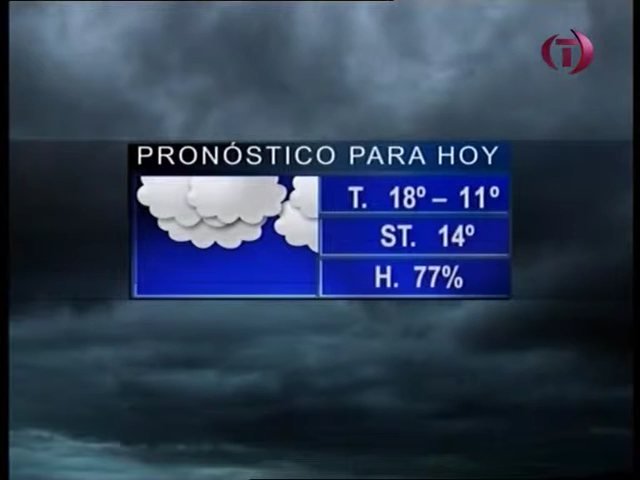 PRONÓSTICO PARA HOY
T. 18º – 11º
ST. 14º
H. 77%